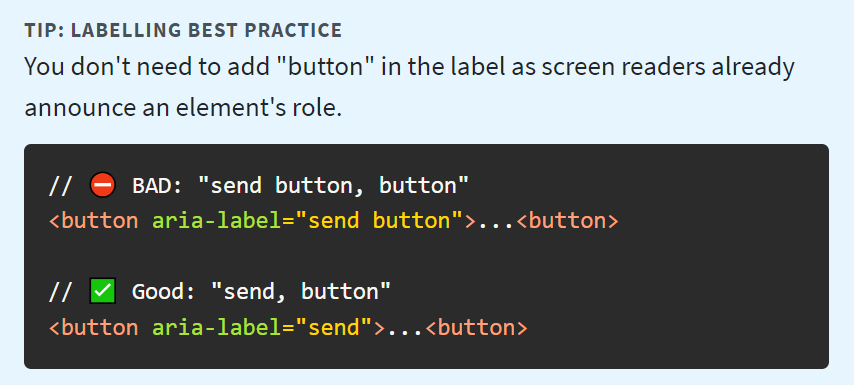 TIP: LABELLING BEST PRACTICE
You don't need to add "button" in the label as screen readers already
announce an element's role.
// ⛔ BAD: "send button, button"
<button aria-label="send button">...<button>
// ✅ Good: "send, button"
<button aria-label="send">...<button>